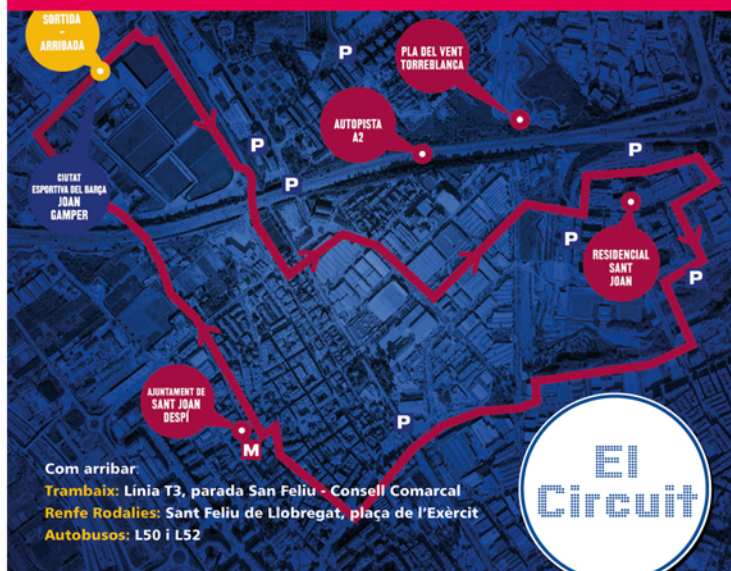 SORTIDA
-
ARRIBADA
P
PLA DEL VENT
TORREBLANCA
AUTOPISTA
A2
P
P
P
CIUTAT
ESPORTIVA DEL BARÇA
JOAN
GAMPER
P
RESIDENCIAL
SANT
JOAN
P
AJUNTAMENT DE
SANT JOAN
DESPÍ
P
M
El
Circuit
Com arribar:
Trambaix: Línia T3, parada San Feliu - Consell Comarcal
Renfe Rodalies: Sant Feliu de Llobregat, plaça de l'Exèrcit
Autobusos: L50 i L52